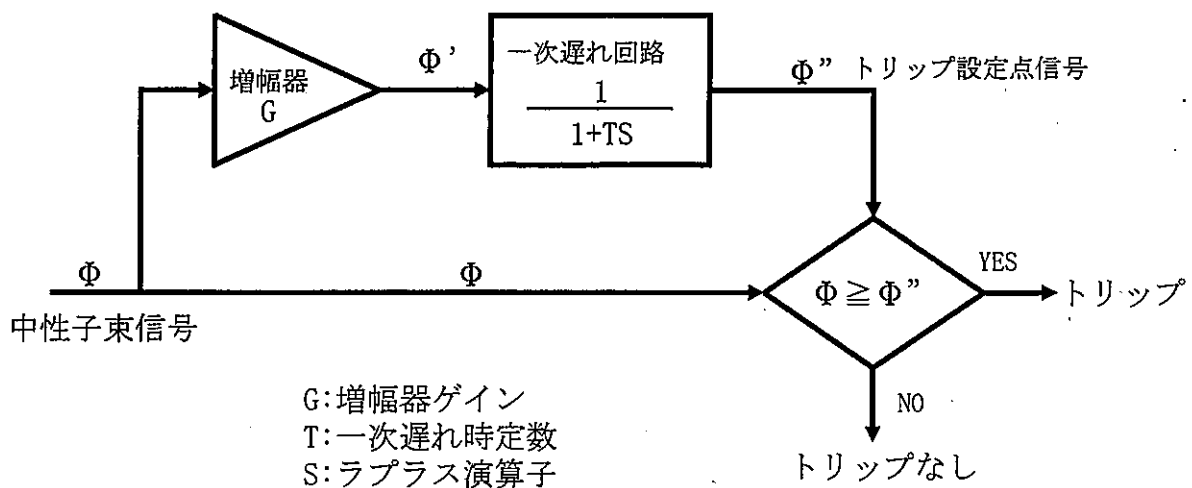 増幅器
G
Φ'
一次遅れ回路
1
1+TS
Φ" トリップ設定点信号
Φ
Φ
中性子束信号
Φ≧Φ"
YES
トリップ
NO
トリップなし
G:増幅器ゲイン
T:一次遅れ時定数
S:ラプラス演算子